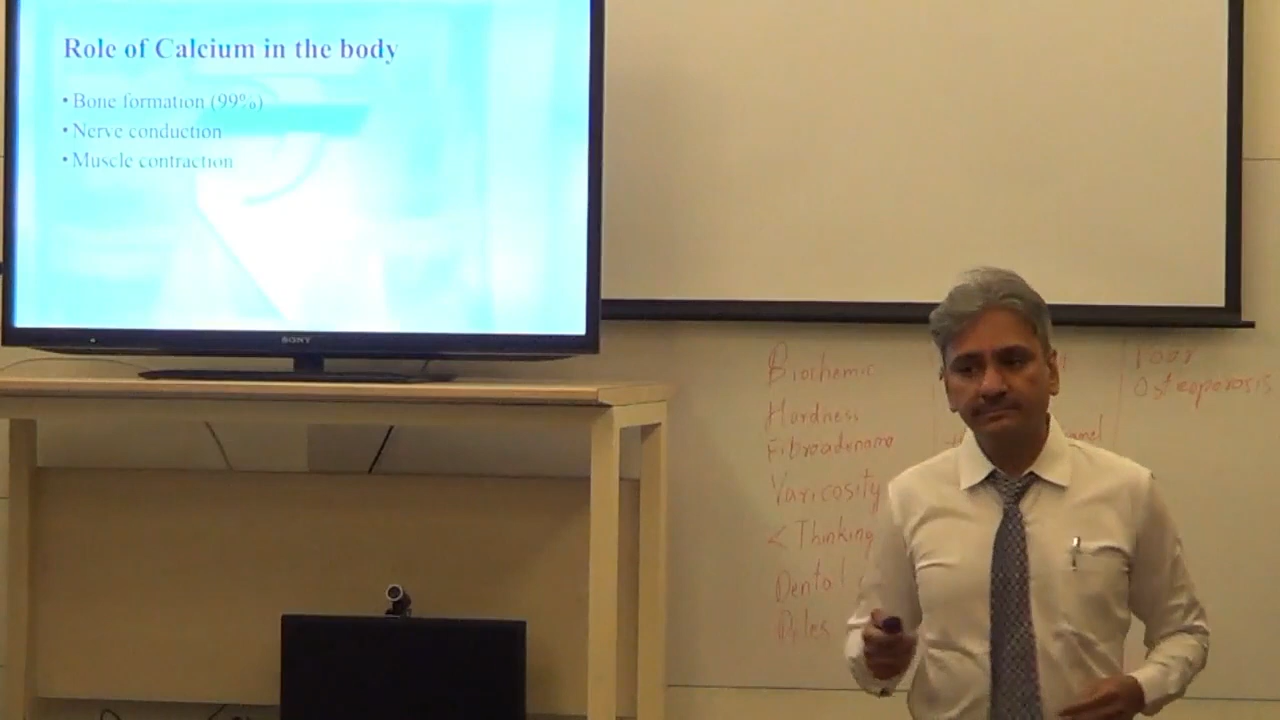 Role of Calcium in the body
• Bone formation (99%)
• Nerve conduction
• Muscle contraction
SONY
Biochemic
Hardness
Fibroadenoma
Varicosity
< Thinking
Dental
Piles
Poor
Osteoporosis